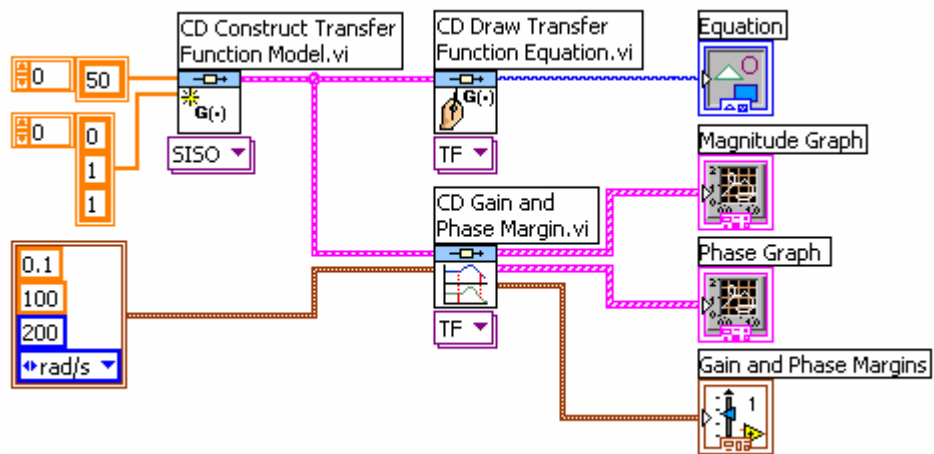 CD Construct Transfer
Function Model.vi
CD Draw Transfer
Function Equation.vi
Equation
0
50
G(·)
G(·)
0
0
1
1
SISO
TF
Magnitude Graph
CD Gain and
Phase Margin.vi
Phase Graph
0.1
100
200
rad/s
TF
Gain and Phase Margins
1